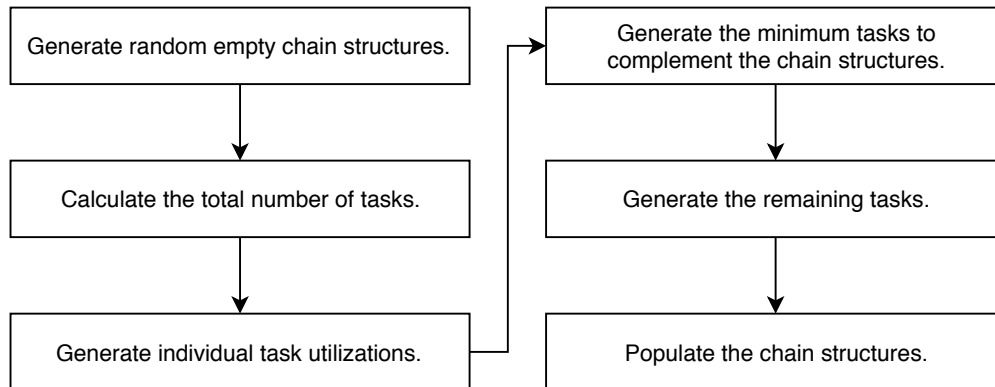 Generate random empty chain structures.
Calculate the total number of tasks.
Generate individual task utilizations.
Generate the minimum tasks to
complement the chain structures.
Generate the remaining tasks.
Populate the chain structures.